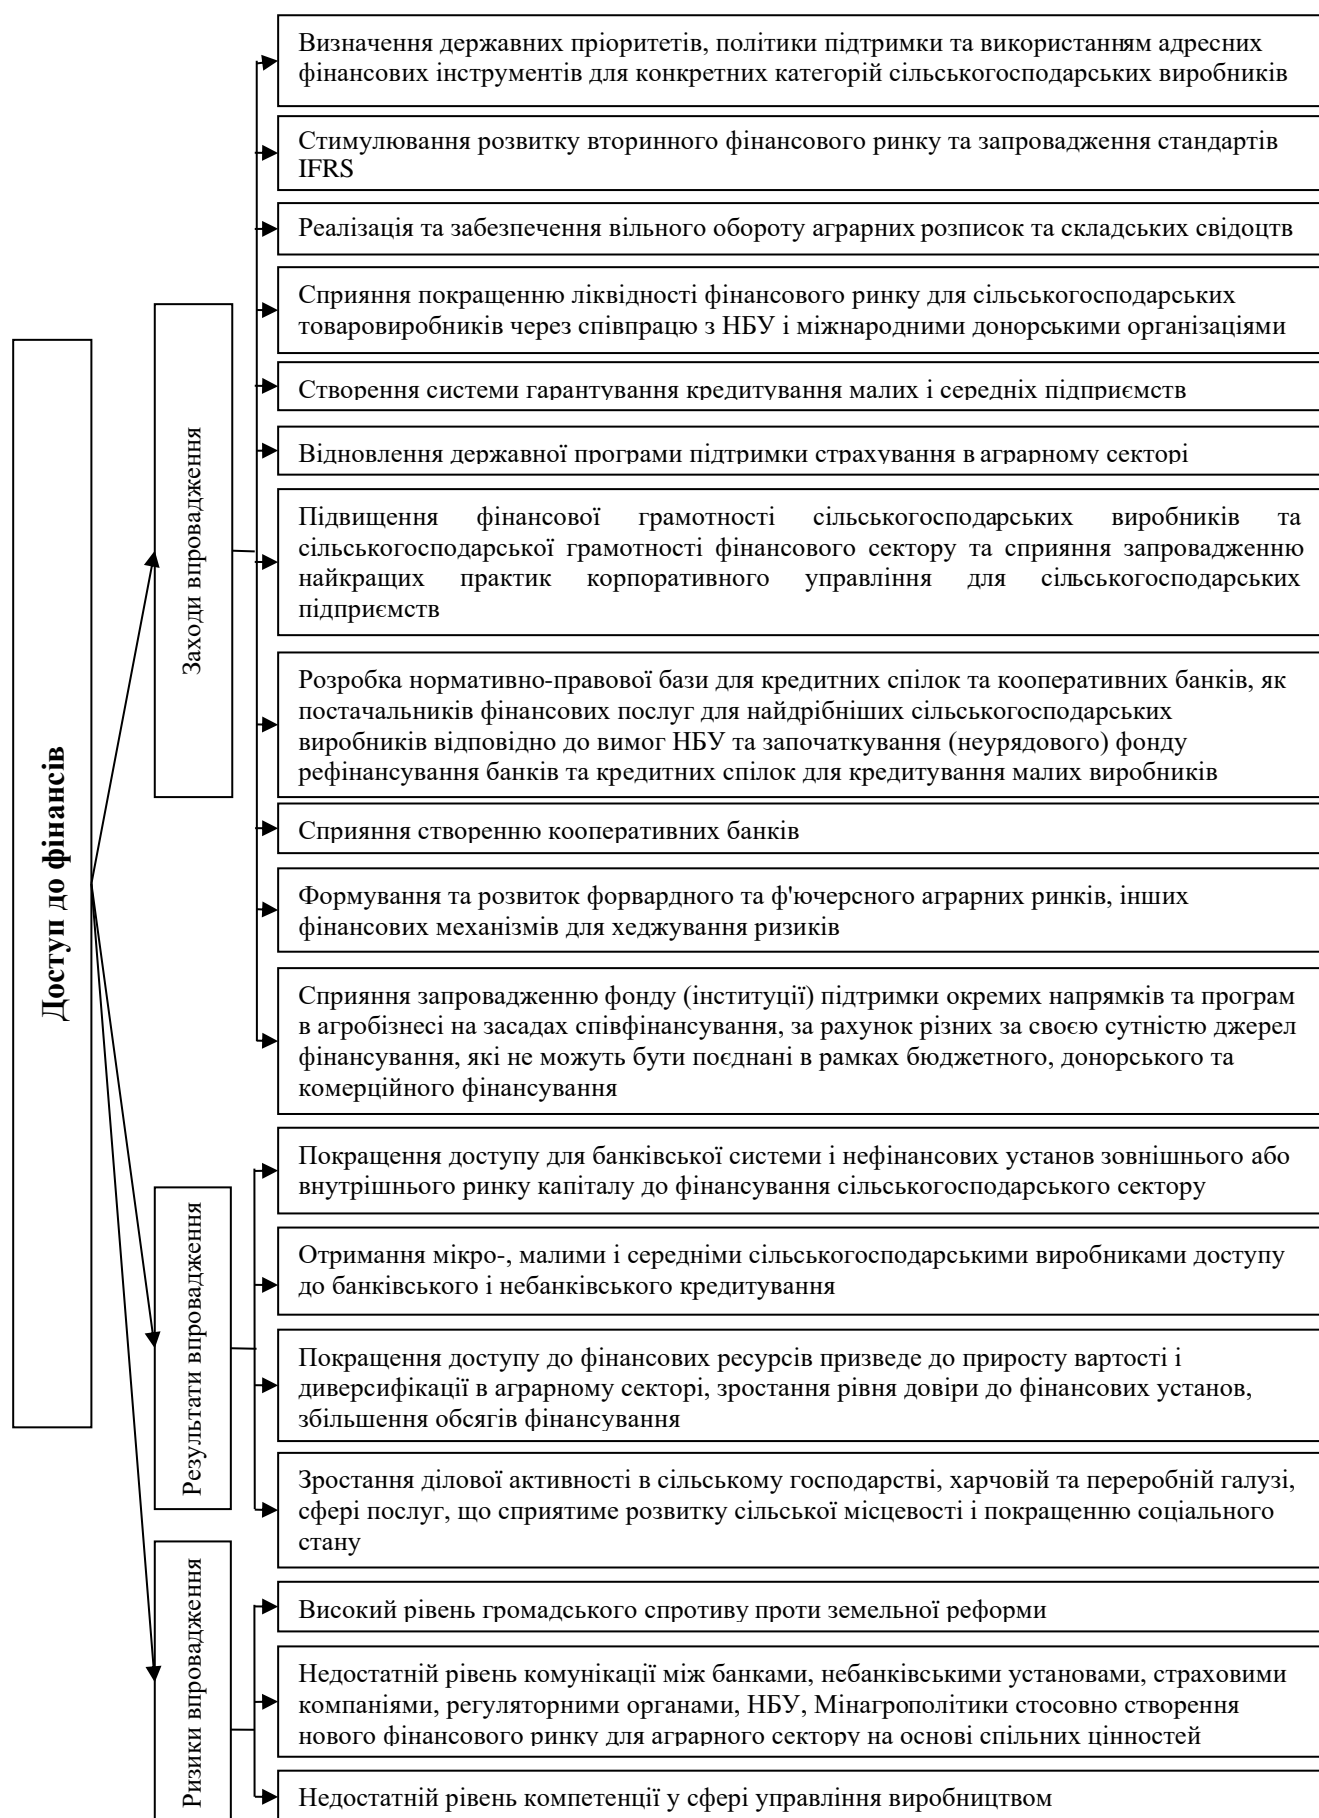 Доступ до фінансів
Заходи впровадження
Визначення державних пріоритетів, політики підтримки та використанням адресних
фінансових інструментів для конкретних категорій сільськогосподарських виробників
Стимулювання розвитку вторинного фінансового ринку та запровадження стандартів
IFRS
Реалізація та забезпечення вільного обороту аграрних розписок та складських свідоцтв
Сприяння покращенню ліквідності фінансового ринку для сільськогосподарських
товаровиробників через співпрацю з НБУ і міжнародними донорськими організаціями
Створення системи гарантування кредитування малих і середніх підприємств
Відновлення державної програми підтримки страхування в аграрному секторі
Підвищення фінансової грамотності сільськогосподарських виробників та
сільськогосподарської грамотності фінансового сектору та сприяння запровадженню
найкращих практик корпоративного управління для сільськогосподарських
підприємств
Розробка нормативно-правової бази для кредитних спілок та кооперативних банків, як
постачальників фінансових послуг для найдрібніших сільськогосподарських
виробників відповідно до вимог НБУ та започаткування (неурядового) фонду
рефінансування банків та кредитних спілок для кредитування малих виробників
Сприяння створенню кооперативних банків
Формування та розвиток форвардного та ф'ючерсного аграрних ринків, інших
фінансових механізмів для хеджування ризиків
Сприяння запровадженню фонду (інституції) підтримки окремих напрямків та програм
в агробізнесі на засадах співфінансування, за рахунок різних за своєю сутністю джерел
фінансування, які не можуть бути поєднані в рамках бюджетного, донорського та
комерційного фінансування
Результати впровадження
Покращення доступу для банківської системи і нефінансових установ зовнішнього або
внутрішнього ринку капіталу до фінансування сільськогосподарського сектору
Отримання мікро-, малими і середніми сільськогосподарськими виробниками доступу
до банківського і небанківського кредитування
Покращення доступу до фінансових ресурсів призведе до приросту вартості і
диверсифікації в аграрному секторі, зростання рівня довіри до фінансових установ,
збільшення обсягів фінансування
Зростання ділової активності в сільському господарстві, харчовій та переробній галузі,
сфері послуг, що сприятиме розвитку сільської місцевості і покращенню соціального
стану
Ризики впровадження
Високий рівень громадського спротиву проти земельної реформи
Недостатній рівень комунікації між банками, небанківськими установами, страховими
компаніями, регуляторними органами, НБУ, Мінагрополітики стосовно створення
нового фінансового ринку для аграрного сектору на основі спільних цінностей
Недостатній рівень компетенції у сфері управління виробництвом